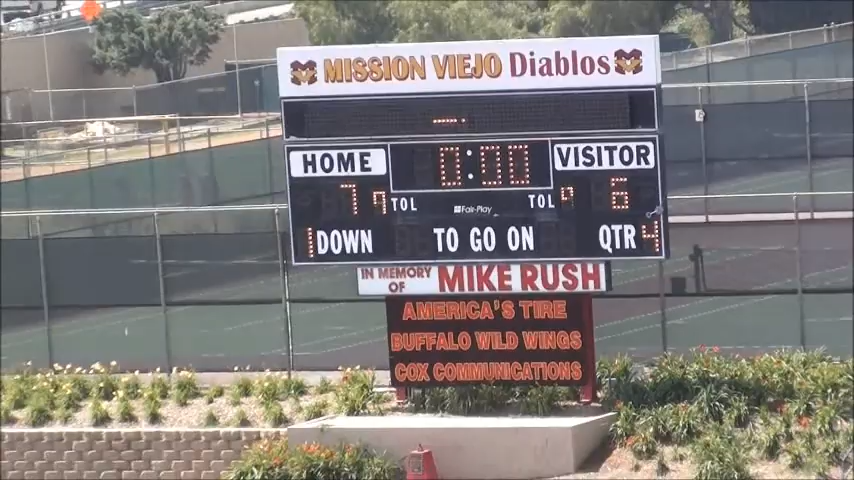 MISSION VIEJO Diablos
HOME 0:00 VISITOR
7 9 TOL Fair-Play TOL 9 6
1 DOWN TO GO ON QTR 4
IN MEMORY OF MIKE RUSH
AMERICA'S TIRE
BUFFALO WILD WINGS
COX COMMUNICATIONS